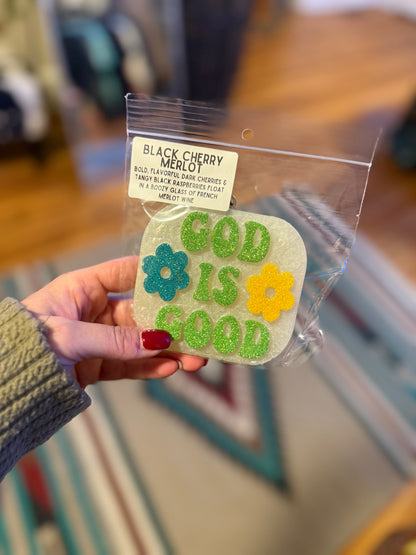 BLACK CHERRY
MERLOT
BOLD, FLAVORFUL DARK CHERRIES &
TANGY BLACK RASPBERRIES FLOAT
IN A BOOZY GLASS OF FRENCH
MERLOT WINE
GOD
IS
GOOD